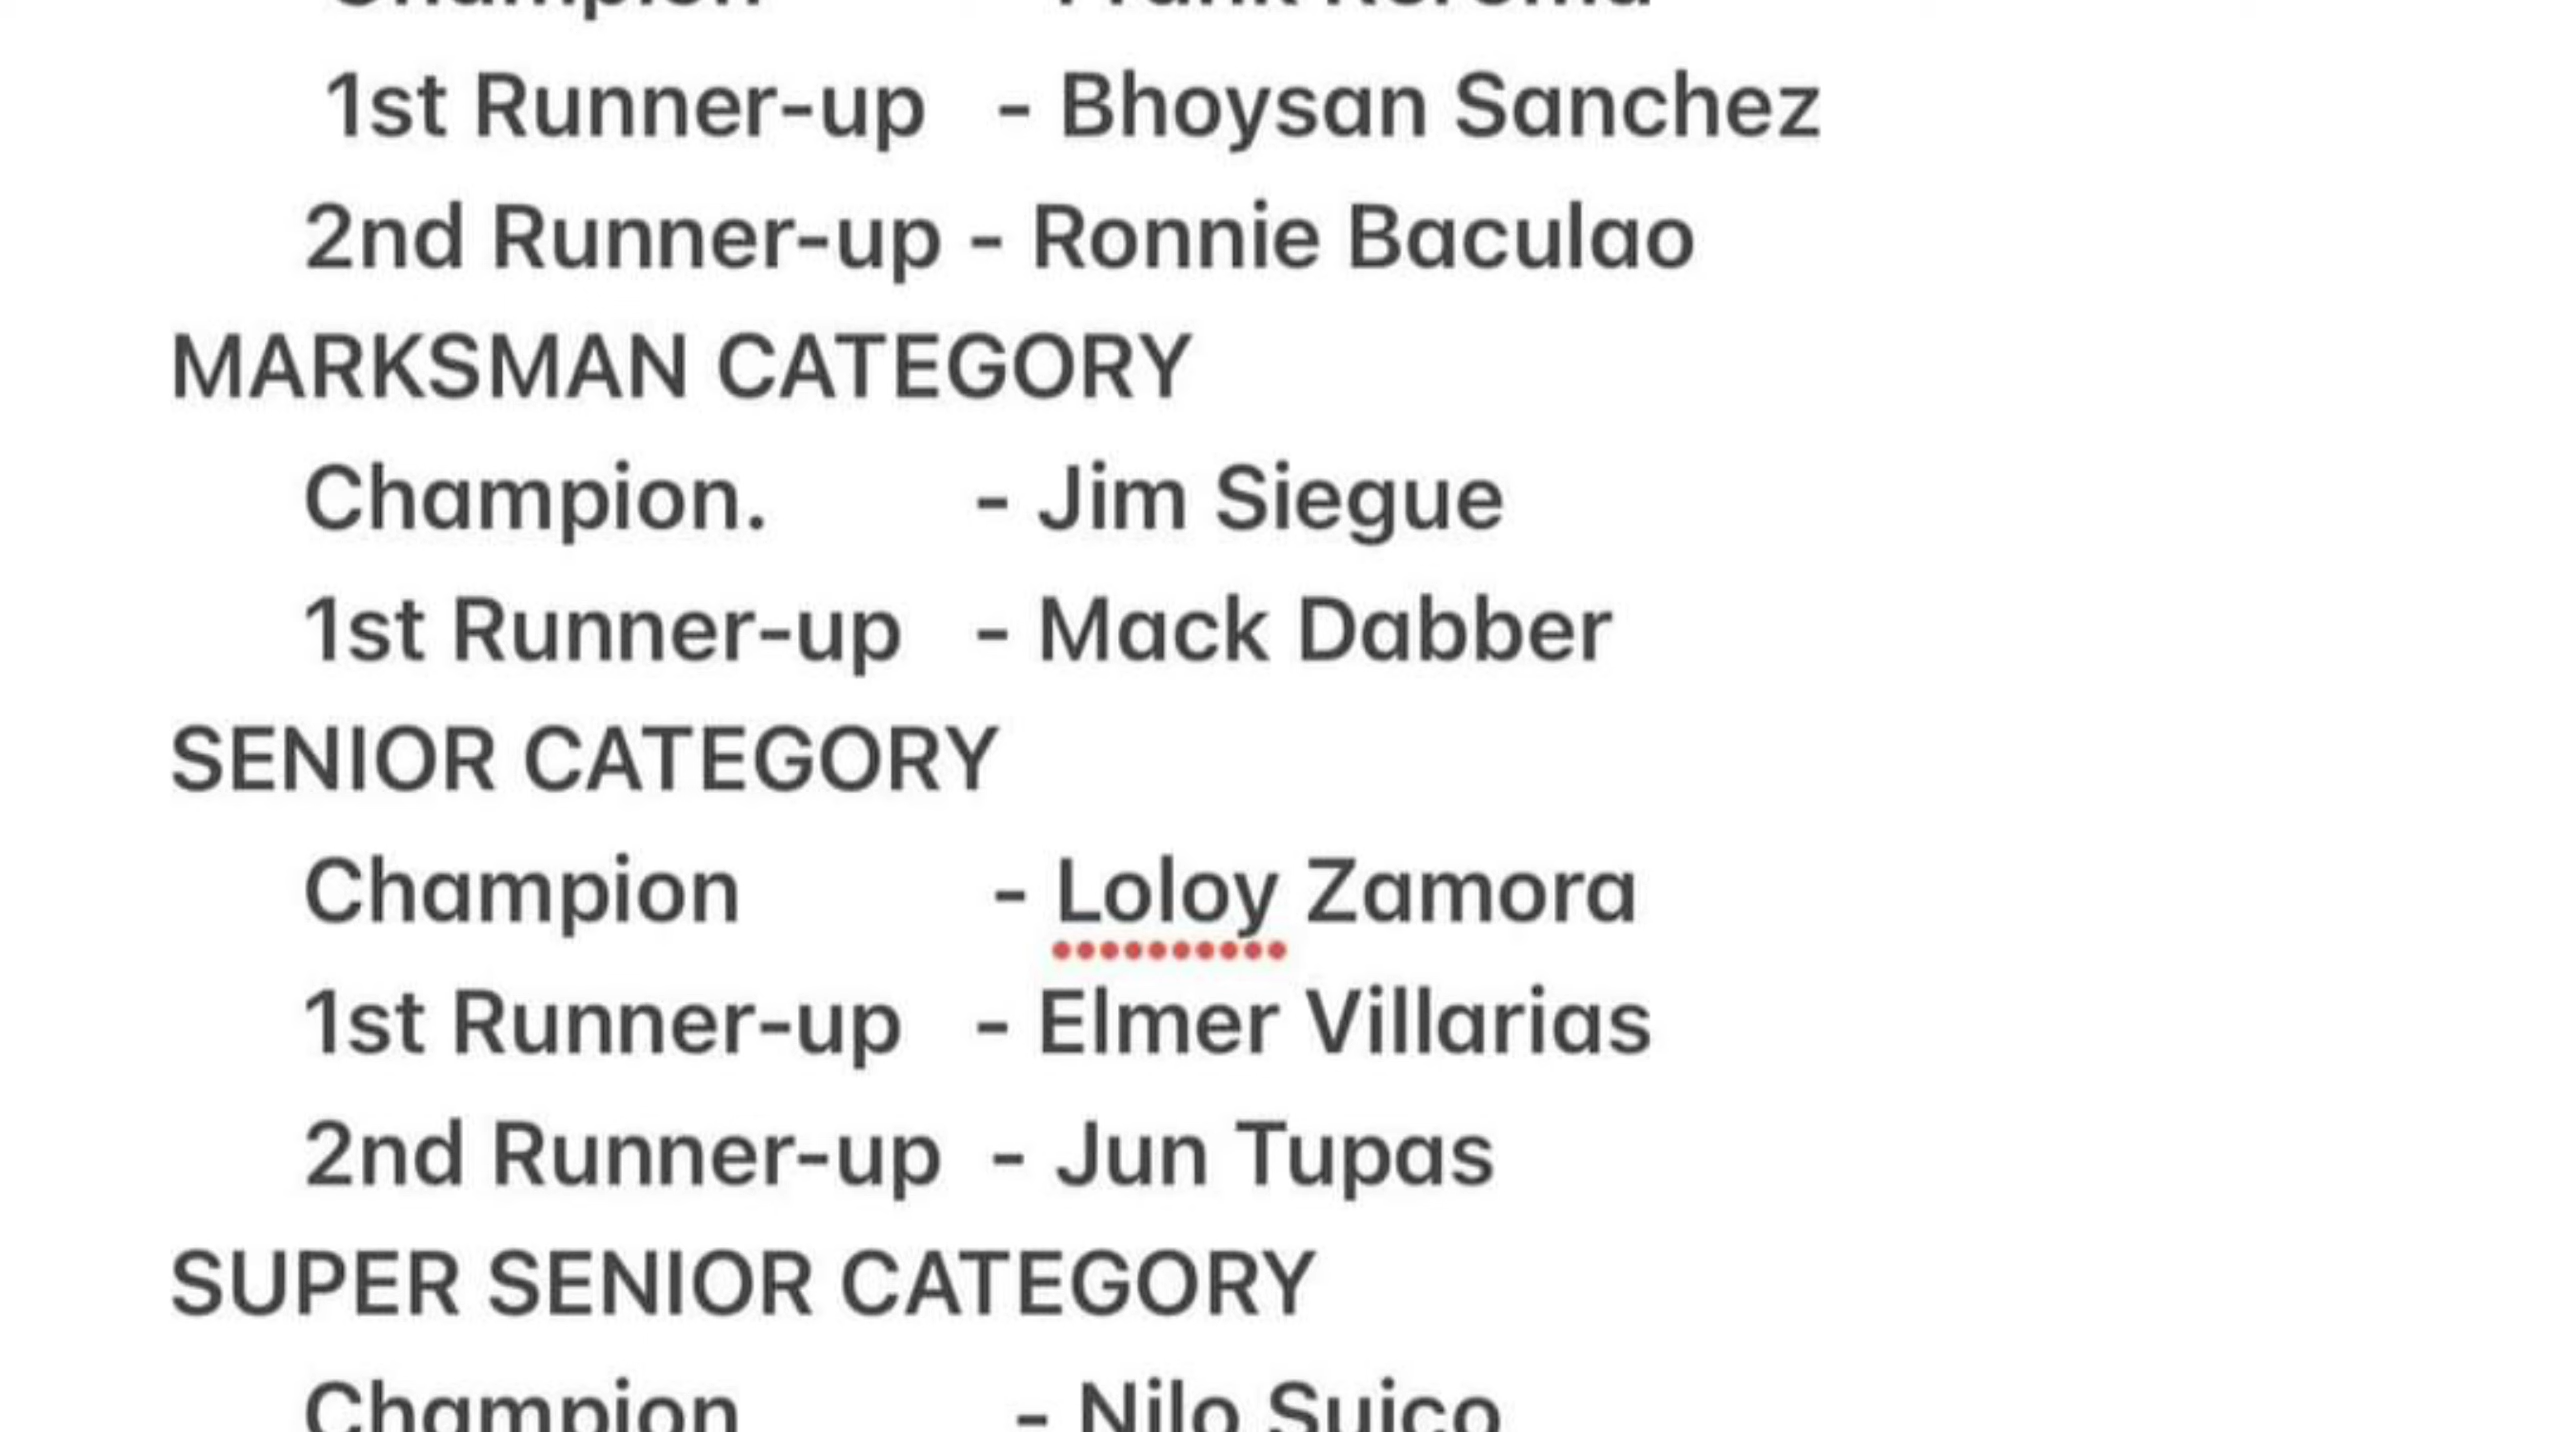 Champion - Frank
1st Runner-up - Bhoysan Sanchez
2nd Runner-up - Ronnie Baculao
MARKSMAN CATEGORY
Champion. - Jim Siegue
1st Runner-up - Mack Dabber
SENIOR CATEGORY
Champion - Loloy Zamora
1st Runner-up - Elmer Villarias
2nd Runner-up - Jun Tupas
SUPER SENIOR CATEGORY
Champion - Nilo Suico